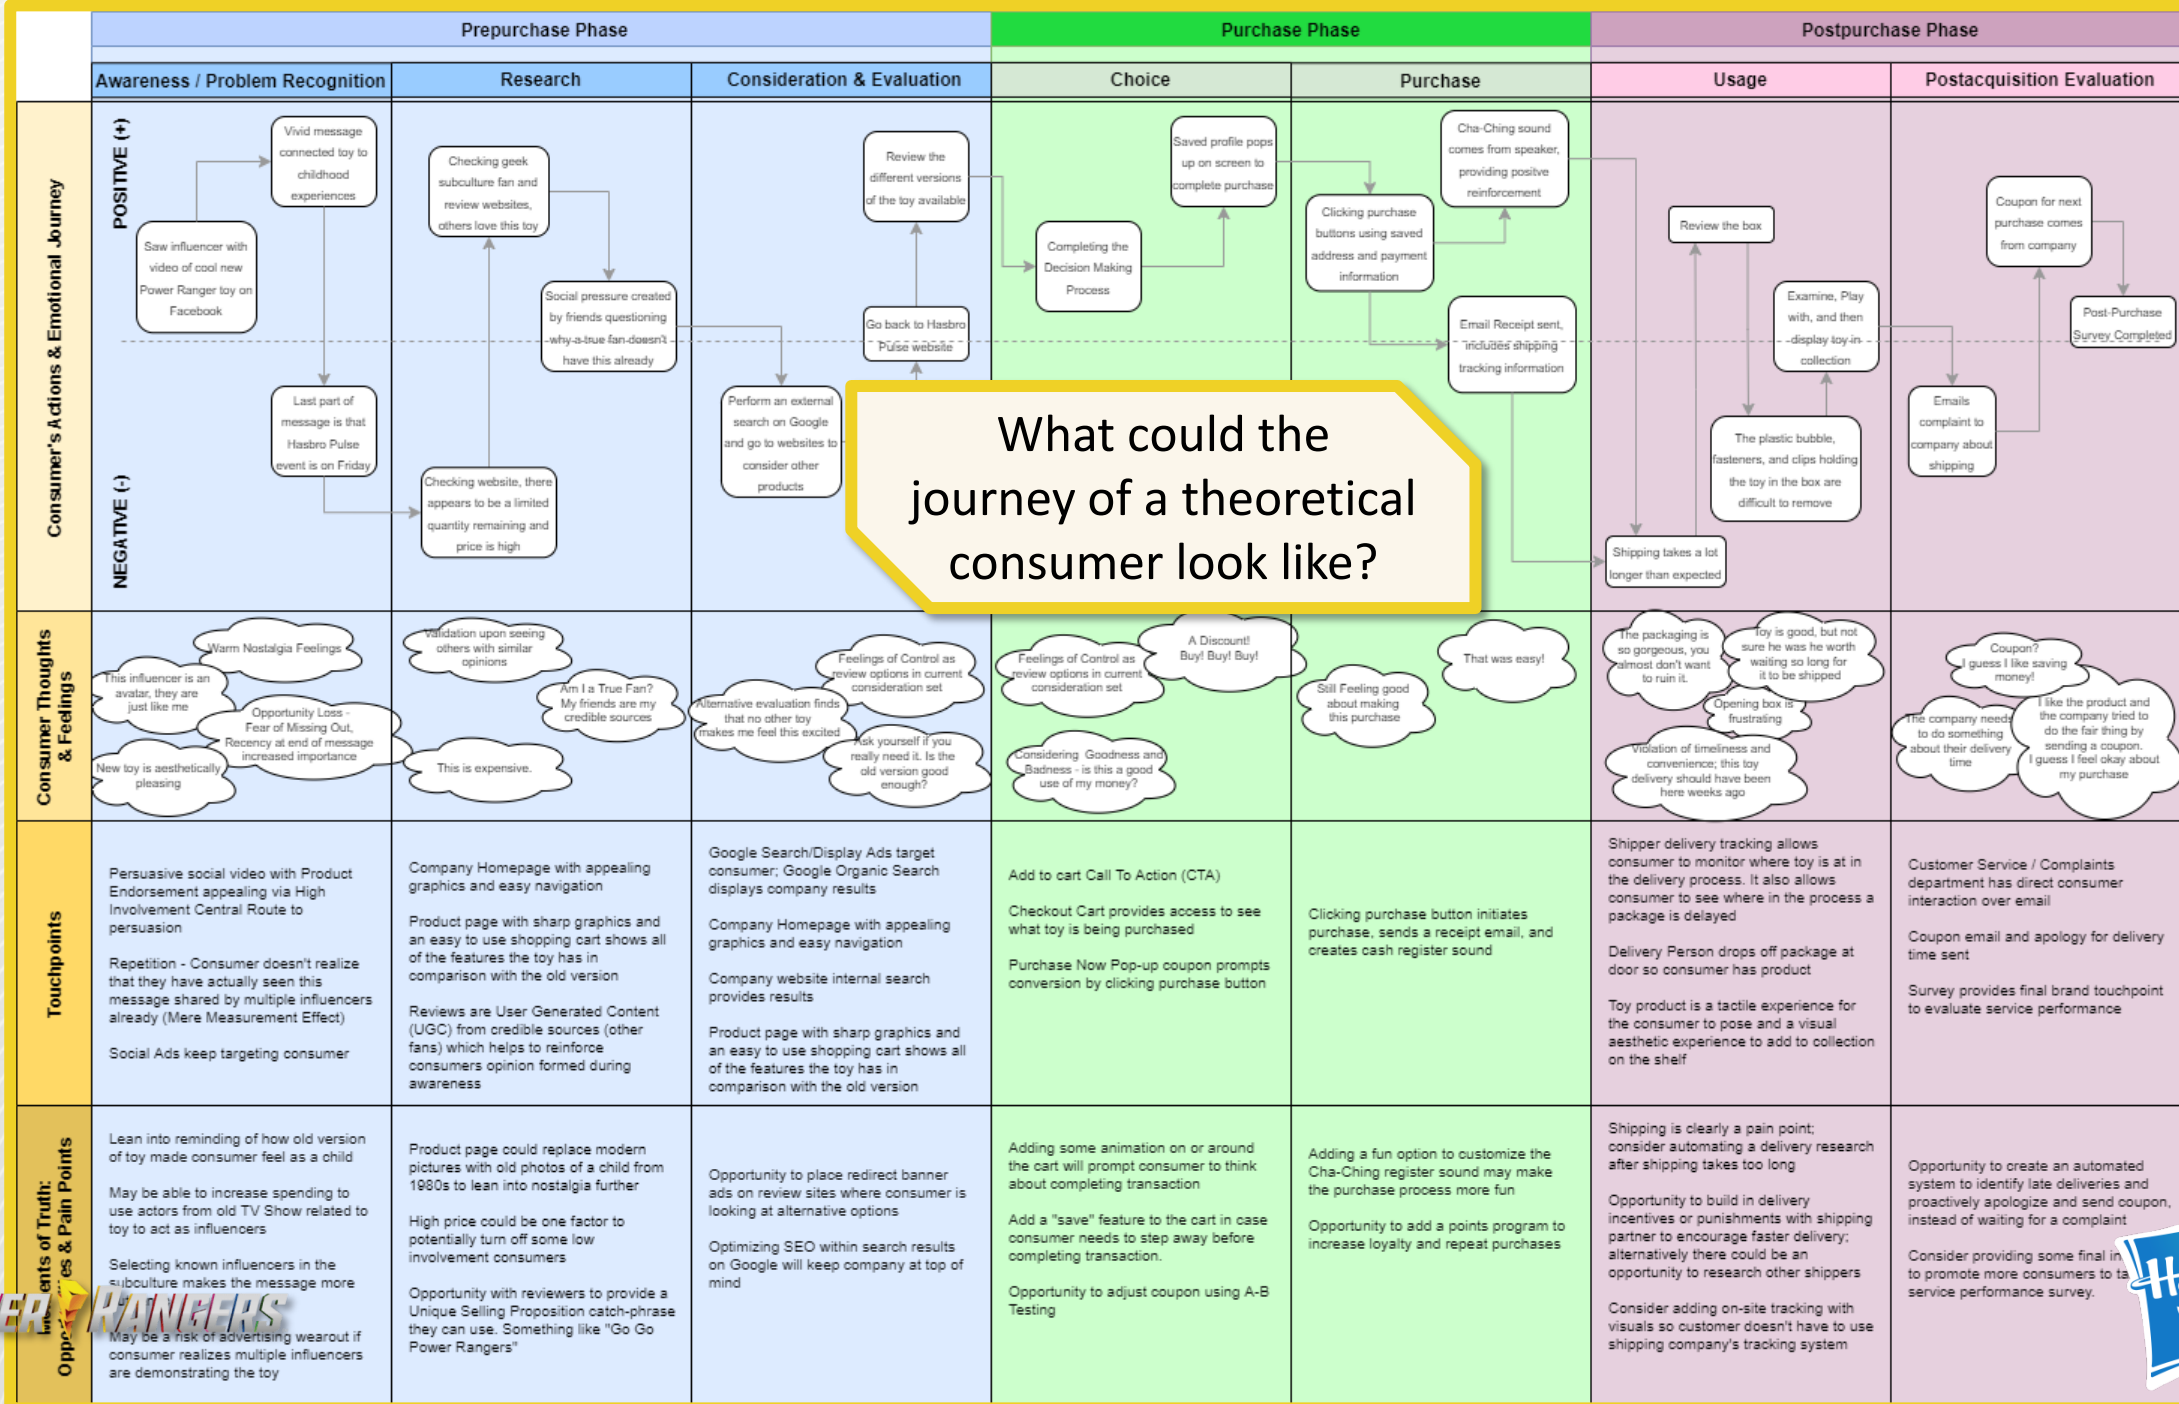 Prepurchase Phase
Purchase Phase
Postpurchase Phase
Awareness / Problem Recognition
Research
Consideration & Evaluation
Choice
Purchase
Usage
Postacquisition Evaluation
Consumer's Actions & Emotional Journey
POSITIVE (+)
NEGATIVE (-)
Saw influencer with
video of cool new
Power Ranger toy on
Facebook
Vivid message
connected toy to
childhood
experiences
Last part of
message is that
Hasbro Pulse
event is on Friday
Checking website, there
appears to be a limited
quantity remaining and
price is high
Checking geek
subculture fan and
review websites,
others love this toy
Social pressure created
by friends questioning
why a true fan doesn't
have this already
Perform an external
search on Google
and go to websites to
consider other
products
Go back to Hasbro
Pulse website
Review the
different versions
of the toy available
Completing the
Decision Making
Process
Saved profile pops
up on screen to
complete purchase
Clicking purchase
buttons using saved
address and payment
information
Cha-Ching sound
comes from speaker,
providing positve
reinforcement
Email Receipt sent,
includes shipping
tracking information
Shipping takes a lot
longer than expected
Review the box
The plastic bubble,
fasteners, and clips holding
the toy in the box are
difficult to remove
Examine, Play
with, and then
display toy in
collection
Emails
complaint to
company about
shipping
Coupon for next
purchase comes
from company
Post-Purchase
Survey Completed
What could the
journey of a theoretical
consumer look like?
Consumer Thoughts
& Feelings
Warm Nostalgia Feelings
This influencer is an
avatar, they are
just like me
Opportunity Loss -
Fear of Missing Out,
Recency at end of message
increased importance
New toy is aesthetically
pleasing
Validation upon seeing
others with similar
opinions
Am I a True Fan?
My friends are my
credible sources
This is expensive.
Feelings of Control as
review options in current
consideration set
Alternative evaluation finds
that no other toy
makes me feel this excited
Ask yourself if you
really need it. Is the
old version good
enough?
Feelings of Control as
review options in current
consideration set
A Discount!
Buy! Buy! Buy!
Considering Goodness and
Badness - is this a good
use of my money?
Still Feeling good
about making
this purchase
That was easy!
The packaging is
so gorgeous, you
almost don't want
to ruin it.
Toy is good, but not
sure he was he worth
waiting so long for
it to be shipped
Opening box is
frustrating
Violation of timeliness and
convenience; this toy
delivery should have been
here weeks ago
Coupon?
I guess I like saving
money!
The company needs
to do something
about their delivery
time
I like the product and
the company tried to
do the fair thing by
sending a coupon.
I guess I feel okay about
my purchase
Touchpoints
Persuasive social video with Product
Endorsement appealing via High
Involvement Central Route to
persuasion
Repetition - Consumer doesn't realize
that they have actually seen this
message shared by multiple influencers
already (Mere Measurement Effect)
Social Ads keep targeting consumer
Company Homepage with appealing
graphics and easy navigation
Product page with sharp graphics and
an easy to use shopping cart shows all
of the features the toy has in
comparison with the old version
Reviews are User Generated Content
(UGC) from credible sources (other
fans) which helps to reinforce
consumers opinion formed during
awareness
Google Search/Display Ads target
consumer; Google Organic Search
displays company results
Company Homepage with appealing
graphics and easy navigation
Company website internal search
provides results
Product page with sharp graphics and
an easy to use shopping cart shows all
of the features the toy has in
comparison with the old version
Add to cart Call To Action (CTA)
Checkout Cart provides access to see
what toy is being purchased
Purchase Now Pop-up coupon prompts
conversion by clicking purchase button
Clicking purchase button initiates
purchase, sends a receipt email, and
creates cash register sound
Shipper delivery tracking allows
consumer to monitor where toy is at in
the delivery process. It also allows
consumer to see where in the process a
package is delayed
Delivery Person drops off package at
door so consumer has product
Toy product is a tactile experience for
the consumer to pose and a visual
aesthetic experience to add to collection
on the shelf
Customer Service / Complaints
department has direct consumer
interaction over email
Coupon email and apology for delivery
time sent
Survey provides final brand touchpoint
to evaluate service performance
ents of Truth:
es & Pain Points
Lean into reminding of how old version
of toy made consumer feel as a child
May be able to increase spending to
use actors from old TV Show related to
toy to act as influencers
Selecting known influencers in the
subculture makes the message more
May be a risk of advertising wearout if
consumer realizes multiple influencers
are demonstrating the toy
Product page could replace modern
pictures with old photos of a child from
1980s to lean into nostalgia further
High price could be one factor to
potentially turn off some low
involvement consumers
Opportunity with reviewers to provide a
Unique Selling Proposition catch-phrase
they can use. Something like "Go Go
Power Rangers"
Opportunity to place redirect banner
ads on review sites where consumer is
looking at alternative options
Optimizing SEO within search results
on Google will keep company at top of
mind
Adding some animation on or around
the cart will prompt consumer to think
about completing transaction
Add a "save" feature to the cart in case
consumer needs to step away before
completing transaction.
Opportunity to adjust coupon using A-B
Testing
Adding a fun option to customize the
Cha-Ching register sound may make
the purchase process more fun
Opportunity to add a points program to
increase loyalty and repeat purchases
Shipping is clearly a pain point;
consider automating a delivery research
after shipping takes too long
Opportunity to build in delivery
incentives or punishments with shipping
partner to encourage faster delivery;
alternatively there could be an
opportunity to research other shippers
Consider adding on-site tracking with
visuals so customer doesn't have to use
shipping company's tracking system
Opportunity to create an automated
system to identify late deliveries and
proactively apologize and send coupon,
instead of waiting for a complaint
Consider providing some final in
to promote more consumers to ta
service performance survey.
ER RANGERS